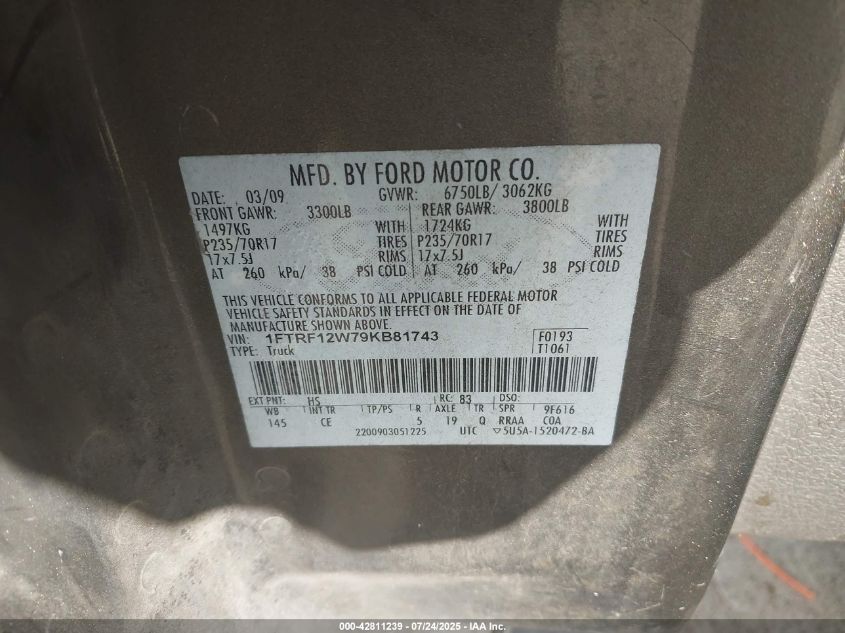 MFD. BY FORD MOTOR CO.
DATE: 03/09 GVWR: 6750LB/ 3062KG
FRONT GAWR: 3300LB REAR GAWR: 3800LB
1497KG WITH 1724KG WITH
P235/70R17 TIRES P235/70R17 TIRES
17x7.5J RIMS 17x7.5J RIMS
AT 260 kPa/ 38 PSI COLD AT 260 kPa/ 38 PSI COLD
THIS VEHICLE CONFORMS TO ALL APPLICABLE FEDERAL MOTOR
VEHICLE SAFETY STANDARDS IN EFFECT ON THE DATE OF
MANUFACTURE SHOWN ABOVE.
VIN: 1FTRF12W79KB81743 F0193
TYPE: Truck T1061
EXT PNT: HS RC: 83 DSO:
WB INT TR TP/PS R AXLE TR SPR 9F616
145 CE 5 19 Q RRAA COA
2200903051225 UTC ▽5U5A-1520472-BA
000-42811239 - 07/24/2025 - IAA Inc.